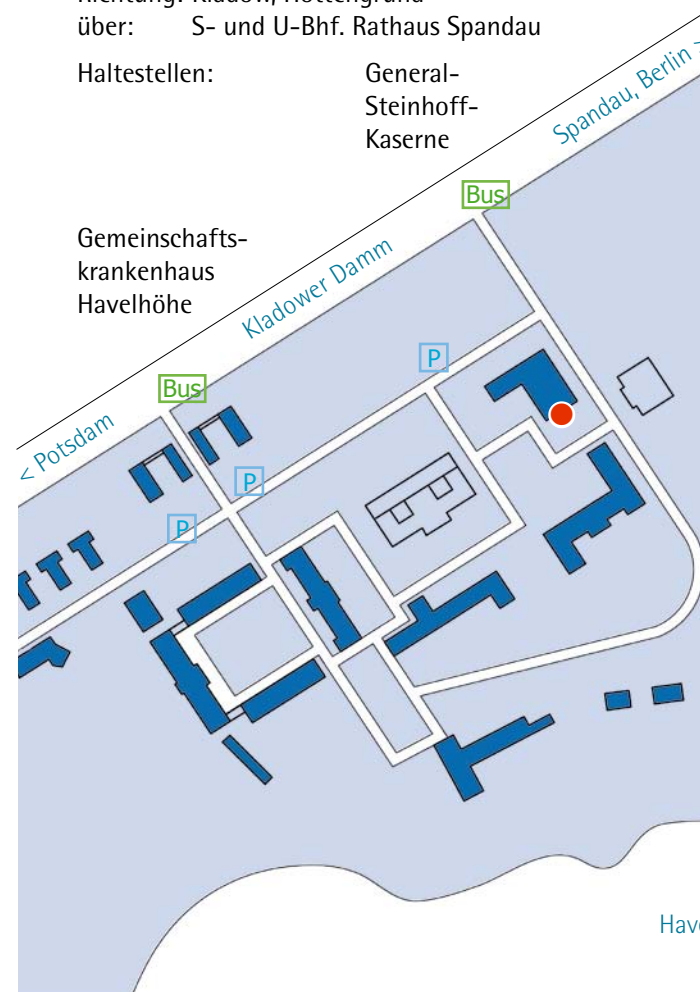 über: S- und U-Bhf. Rathaus Spandau
Haltestellen: General-
Steinhoff-
Kaserne
Spandau, Berlin >
Bus
Gemeinschafts-
krankenhaus
Havelhöhe
Kladower Damm
P
Bus
< Potsdam
P
P